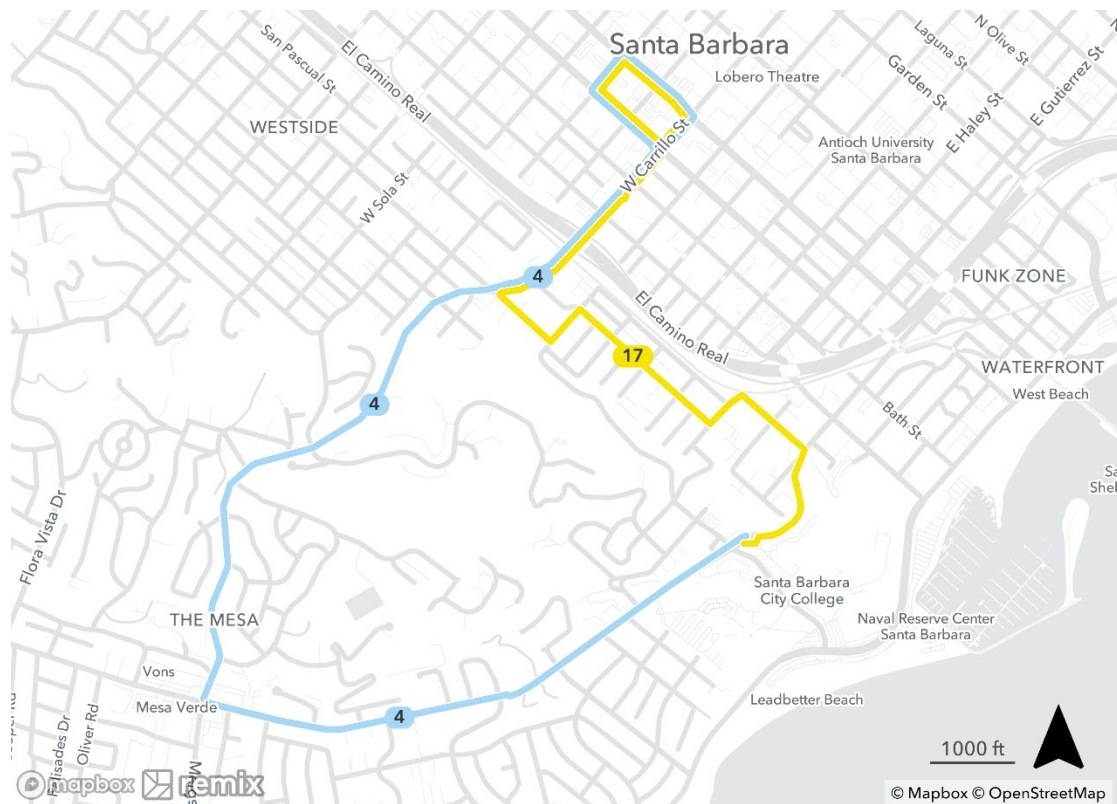 Santa Barbara
Lobero Theatre
N Olive St
Laguna St
E Gutierrez St
Garden St
E Haley St
San Pascual St
El Camino Real
WESTSIDE
Antioch University
Santa Barbara
W Carrillo St
W Sola St
4
FUNK ZONE
El Camino Real
17
WATERFRONT
West Beach
4
Bath St
Flora Vista Dr
Santa Barbara
City College
Naval Reserve Center
Santa Barbara
THE MESA
Vons
Mesa Verde
Leadbetter Beach
4
Oliver Rd
Palisades Dr
1000 ft
mapbox remix
© Mapbox © OpenStreetMap